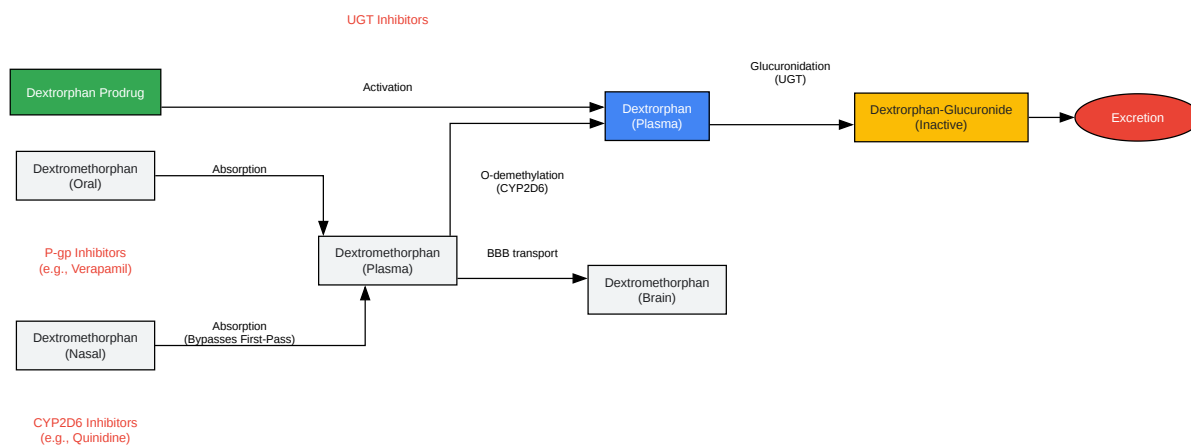 UGT Inhibitors
Glucuronidation
(UGT)
Dextrorphan Prodrug
Activation
Dextrorphan
(Plasma)
Dextrorphan-Glucuronide
(Inactive)
Excretion
Dextromethorphan
(Oral)
Absorption
O-demethylation
(CYP2D6)
P-gp Inhibitors
(e.g., Verapamil)
Dextromethorphan
(Plasma)
BBB transport
Dextromethorphan
(Brain)
Dextromethorphan
(Nasal)
Absorption
(Bypasses First-Pass)
CYP2D6 Inhibitors
(e.g., Quinidine)